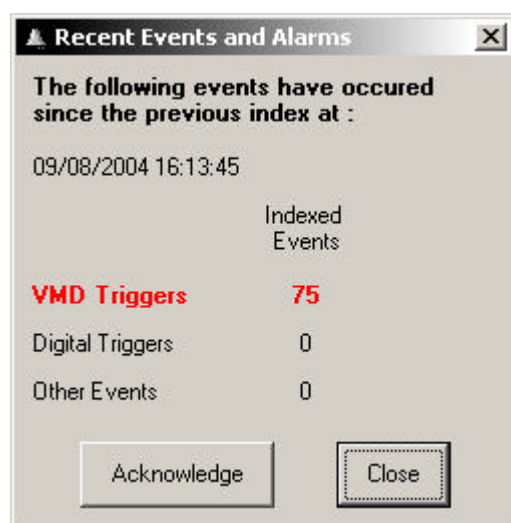 Recent Events and Alarms
The following events have occured
since the previous index at :
09/08/2004 16:13:45
Indexed
Events
VMD Triggers 75
Digital Triggers 0
Other Events 0
Acknowledge Close